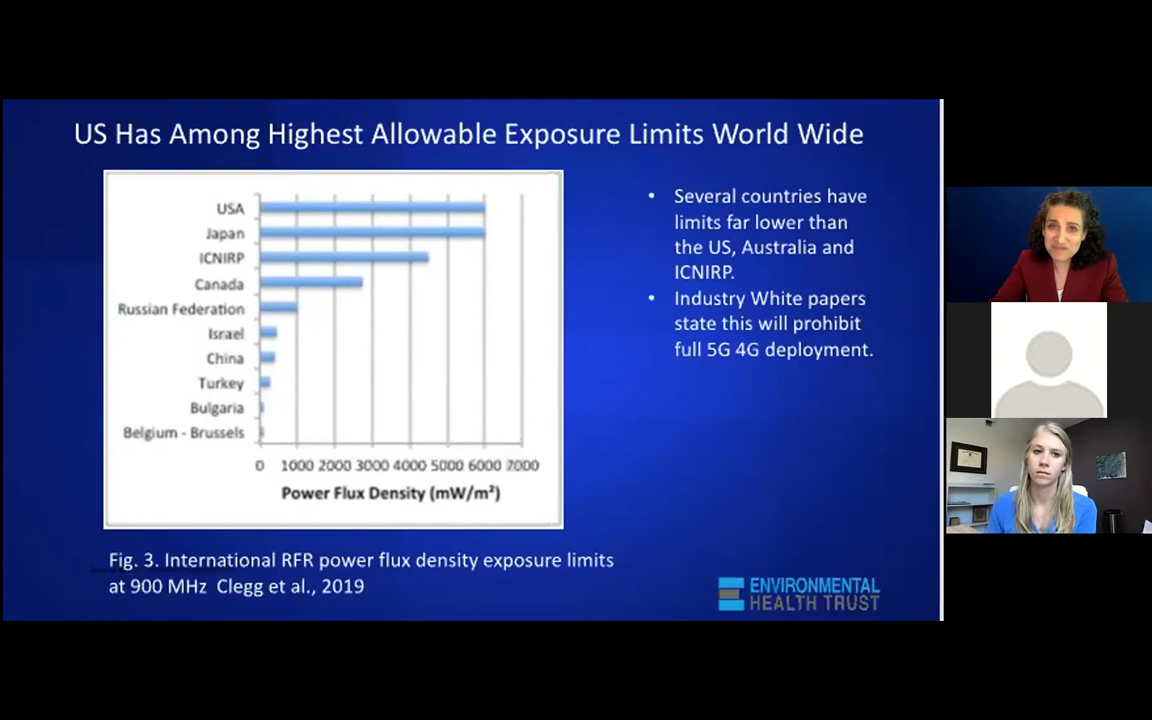 US Has Among Highest Allowable Exposure Limits World Wide
USA
Japan
ICNIRP
Canada
Russian Federation
Israel
China
Turkey
Bulgaria
Belgium - Brussels
0 1000 2000 3000 4000 5000 6000 7000
Power Flux Density (mW/m²)
• Several countries have
limits far lower than
the US, Australia and
ICNIRP.
• Industry White papers
state this will prohibit
full 5G 4G deployment.
Fig. 3. International RFR power flux density exposure limits
at 900 MHz Clegg et al., 2019
ENVIRONMENTAL
HEALTH TRUST